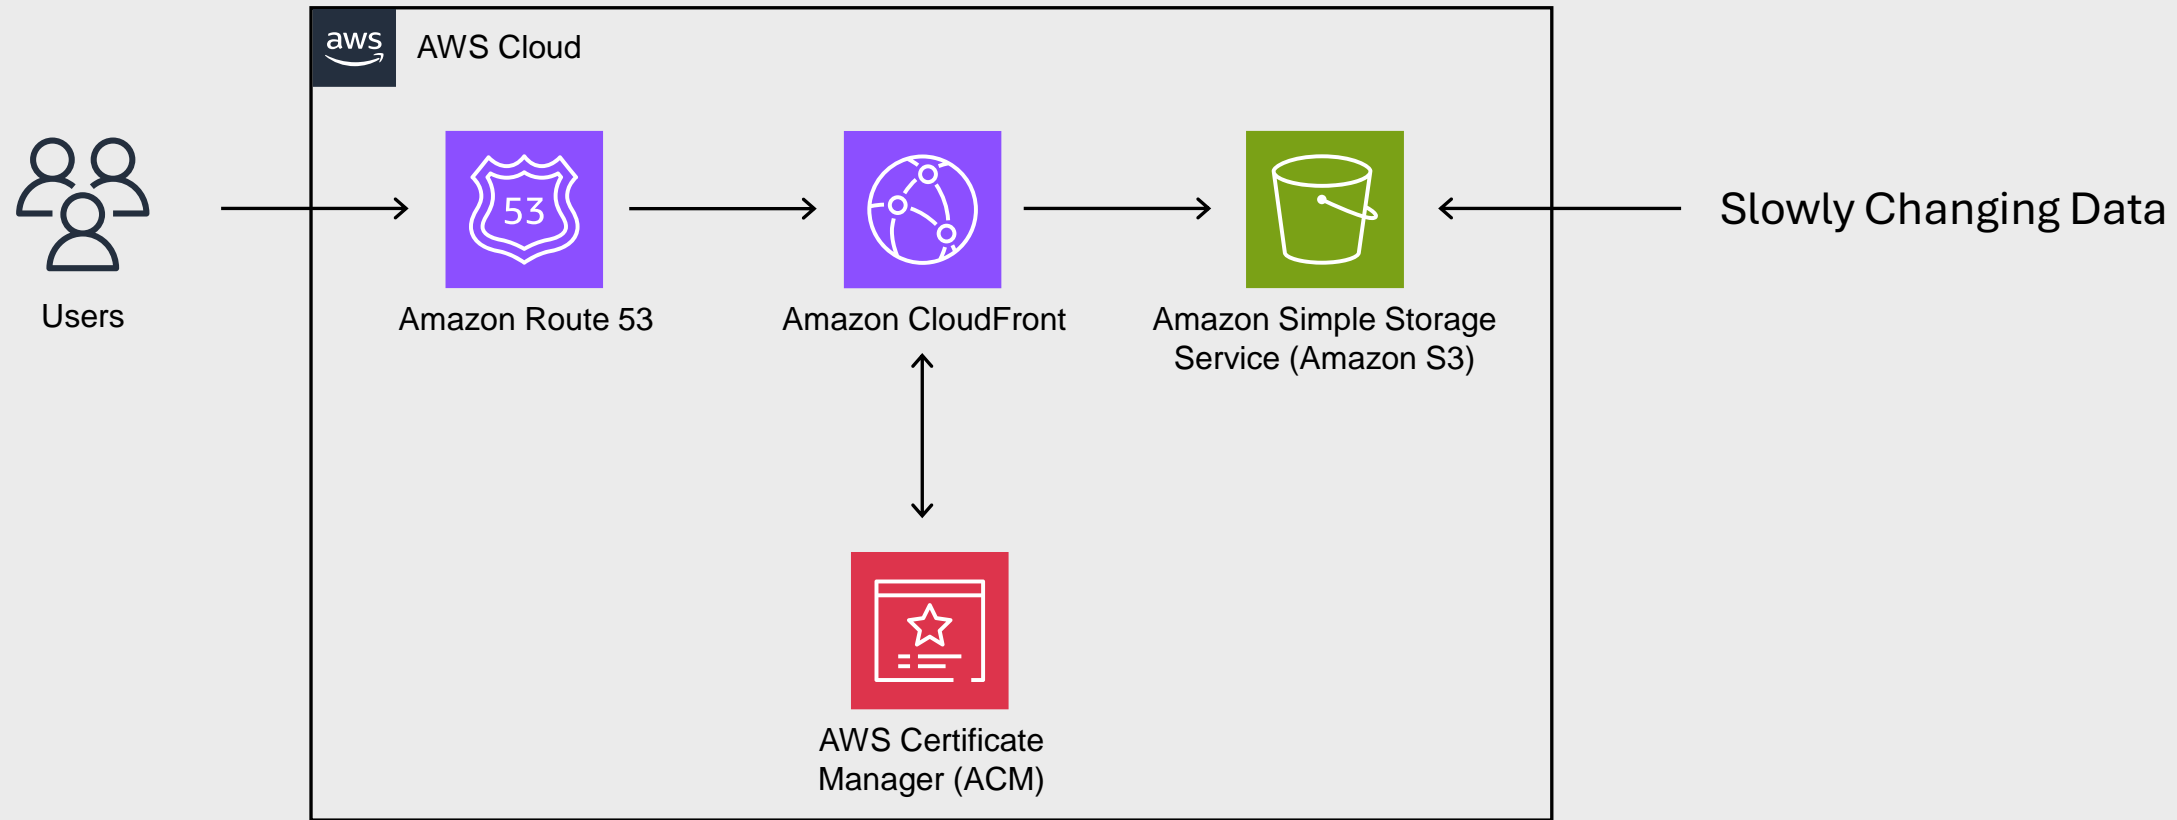 aws
AWS Cloud
53
Slowly Changing Data
Users
Amazon Route 53
Amazon CloudFront
Amazon Simple Storage
Service (Amazon S3)
AWS Certificate
Manager (ACM)